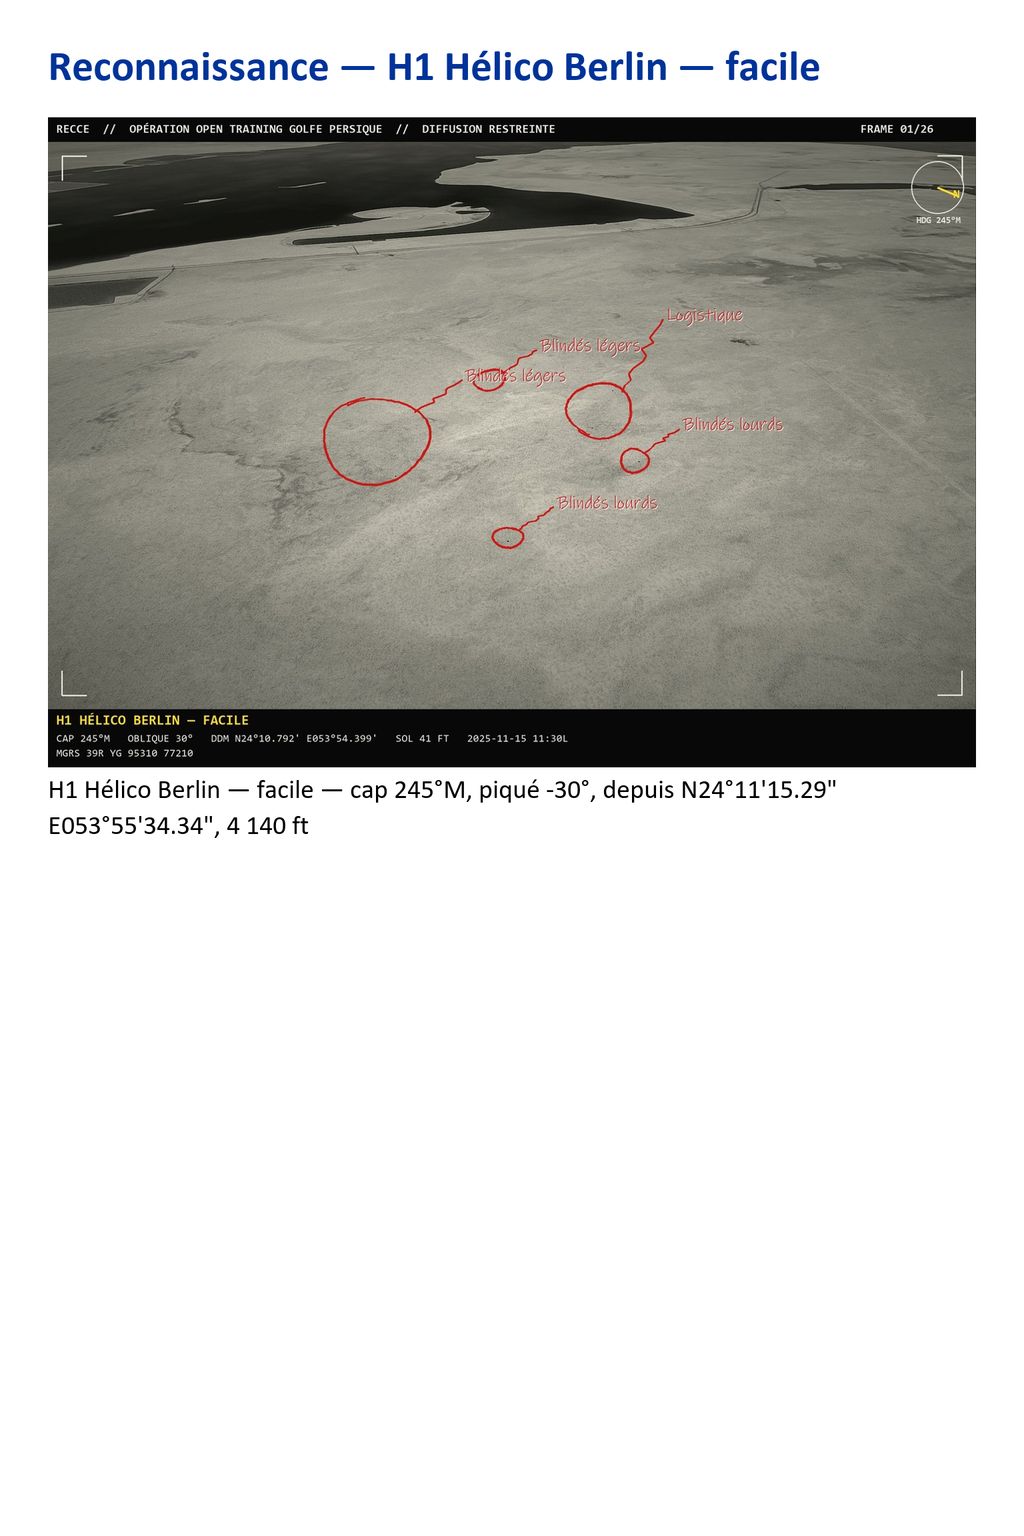 Reconnaissance — H1 Hélico Berlin — facile
RECCE // OPÉRATION OPEN TRAINING GOLFE PERSIQUE // DIFFUSION RESTREINTE FRAME 01/26
N
HDG 245°M
Logistique
Blindés légers
Blindés légers
Blindés lourds
Blindés lourds
H1 HÉLICO BERLIN — FACILE
CAP 245°M OBLIQUE 30° DDM N24°10.792' E053°54.399' SOL 41 FT 2025-11-15 11:30L
MGRS 39R YG 95310 77210
H1 Hélico Berlin — facile — cap 245°M, piqué -30°, depuis N24°11'15.29"
E053°55'34.34", 4 140 ft